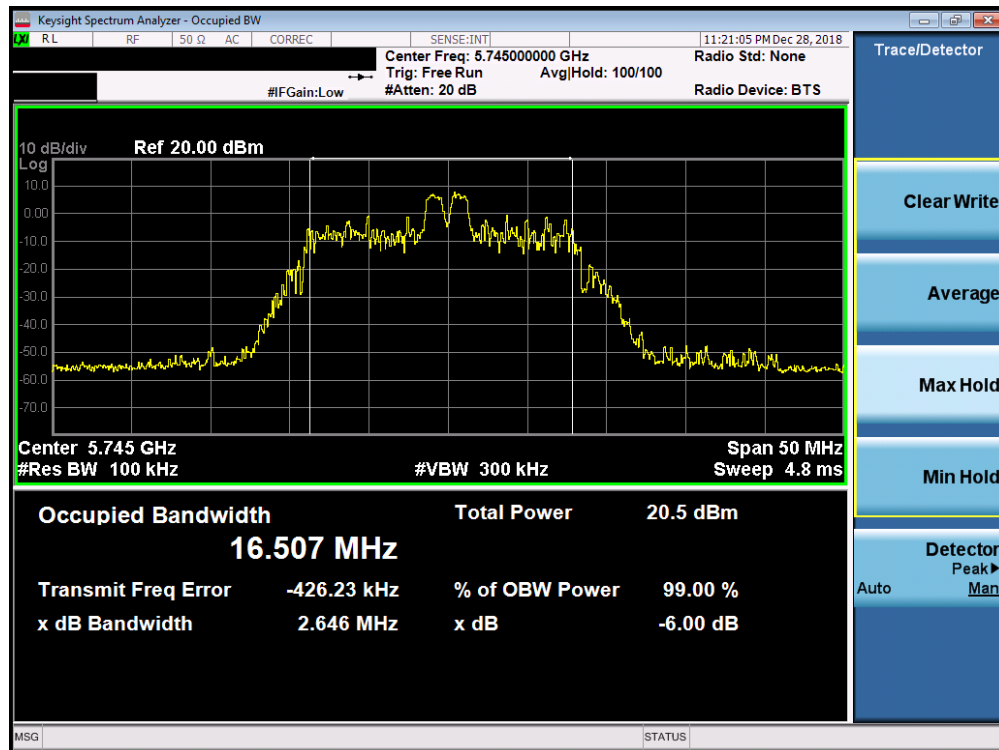 Keysight Spectrum Analyzer - Occupied BW
LXI RL RF 50 Ω AC CORREC SENSE:INT 11:21:05 PM Dec 28, 2018
Center Freq: 5.745000000 GHz Radio Std: None
Trig: Free Run Avg|Hold: 100/100
#IFGain:Low #Atten: 20 dB Radio Device: BTS
10 dB/div Ref 20.00 dBm
Log
10.0
0.00
-10.0
-20.0
-30.0
-40.0
-50.0
-60.0
-70.0
Center 5.745 GHz Span 50 MHz
#Res BW 100 kHz #VBW 300 kHz Sweep 4.8 ms
Occupied Bandwidth Total Power 20.5 dBm
16.507 MHz
Transmit Freq Error -426.23 kHz % of OBW Power 99.00 %
x dB Bandwidth 2.646 MHz x dB -6.00 dB
MSG STATUS
Trace/Detector
Clear Write
Average
Max Hold
Min Hold
Detector
Peak▶
Auto Man